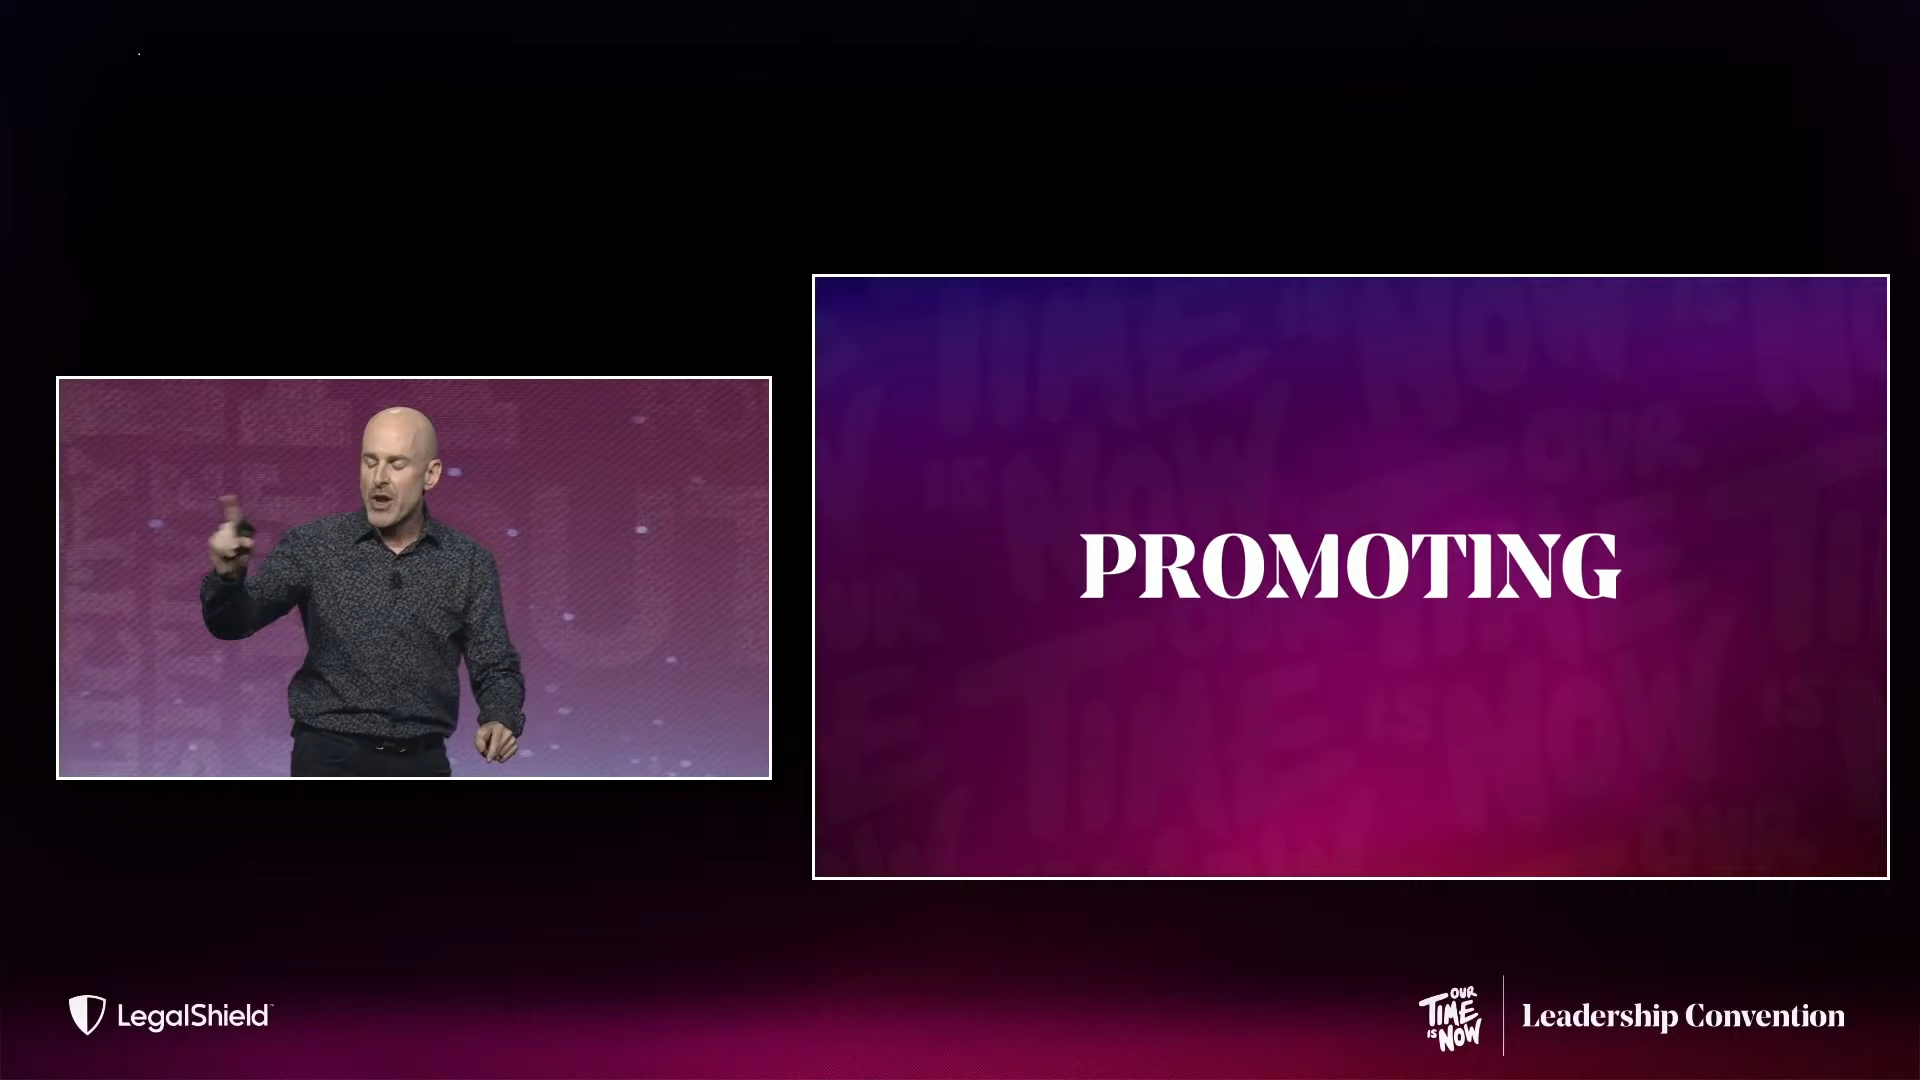 PROMOTING
LegalShield
OUR
TIME
IS
NOW
Leadership Convention